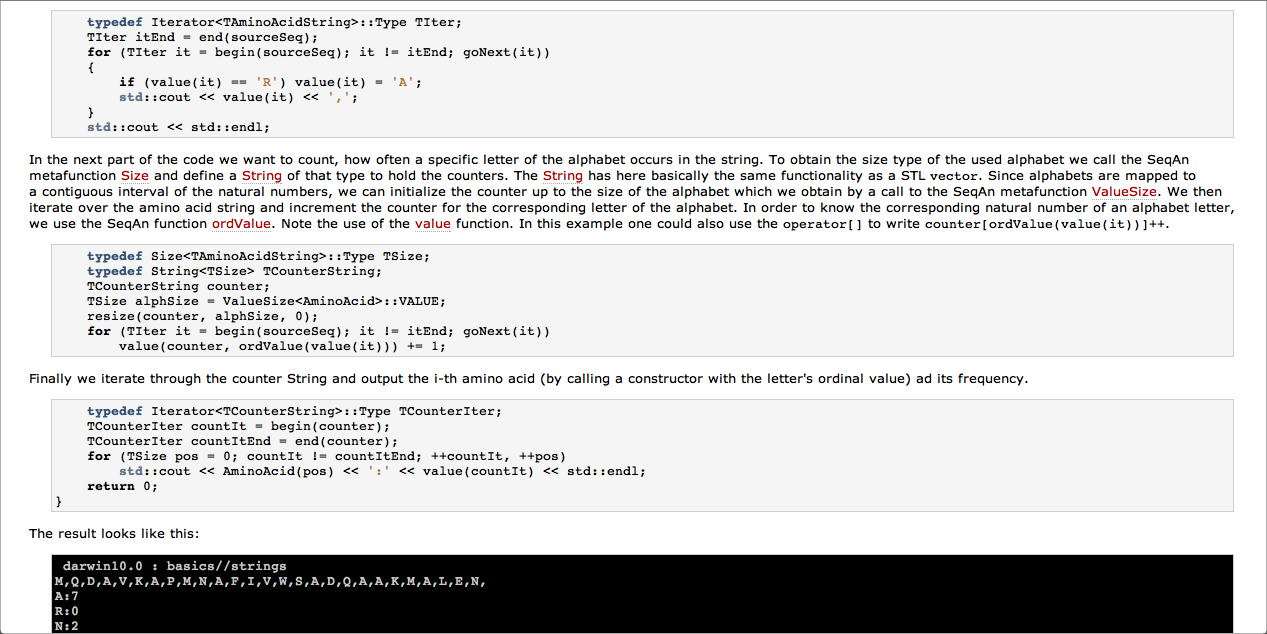 typedef Iterator<TAminoAcidString>::Type TIter;
TIter itEnd = end(sourceSeq);
for (TIter it = begin(sourceSeq); it != itEnd; goNext(it))
{
if (value(it) == 'R') value(it) = 'A';
std::cout << value(it) << ',';
}
std::cout << std::endl;
In the next part of the code we want to count, how often a specific letter of the alphabet occurs in the string. To obtain the size type of the used alphabet we call the SeqAn
metafunction Size and define a String of that type to hold the counters. The String has here basically the same functionality as a STL vector. Since alphabets are mapped to
a contiguous interval of the natural numbers, we can initialize the counter up to the size of the alphabet which we obtain by a call to the SeqAn metafunction ValueSize. We then
iterate over the amino acid string and increment the counter for the corresponding letter of the alphabet. In order to know the corresponding natural number of an alphabet letter,
we use the SeqAn function ordValue. Note the use of the value function. In this example one could also use the operator[] to write counter[ordValue(value(it))]++.
typedef Size<TAminoAcidString>::Type TSize;
typedef String<TSize> TCounterString;
TCounterString counter;
TSize alphSize = ValueSize<AminoAcid>::VALUE;
resize(counter, alphSize, 0);
for (TIter it = begin(sourceSeq); it != itEnd; goNext(it))
value(counter, ordValue(value(it))) += 1;
Finally we iterate through the counter String and output the i-th amino acid (by calling a constructor with the letter's ordinal value) ad its frequency.
typedef Iterator<TCounterString>::Type TCounterIter;
TCounterIter countIt = begin(counter);
TCounterIter countItEnd = end(counter);
for (TSize pos = 0; countIt != countItEnd; ++countIt, ++pos)
std::cout << AminoAcid(pos) << ':' << value(countIt) << std::endl;
return 0;
}
The result looks like this:
darwin10.0 : basics//strings
M,Q,D,A,V,K,A,P,M,N,A,F,I,V,W,S,A,D,Q,A,A,K,M,A,L,E,N,
A:7
R:0
N:2